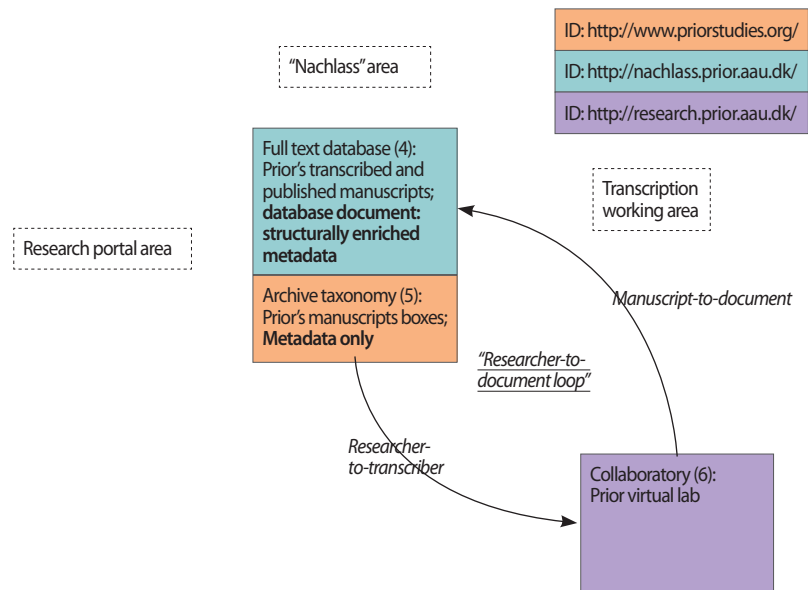 ID: http://www.priorstudies.org/
ID: http://nachlass.prior.aau.dk/
ID: http://research.prior.aau.dk/
“Nachlass” area
Full text database (4):
Prior’s transcribed and
published manuscripts;
database document:
structurally enriched
metadata
Transcription
working area
Research portal area
Archive taxonomy (5):
Prior’s manuscripts boxes;
Metadata only
Manuscript-to-document
“Researcher-to-
document loop”
Researcher-
to-transcriber
Collaboratory (6):
Prior virtual lab